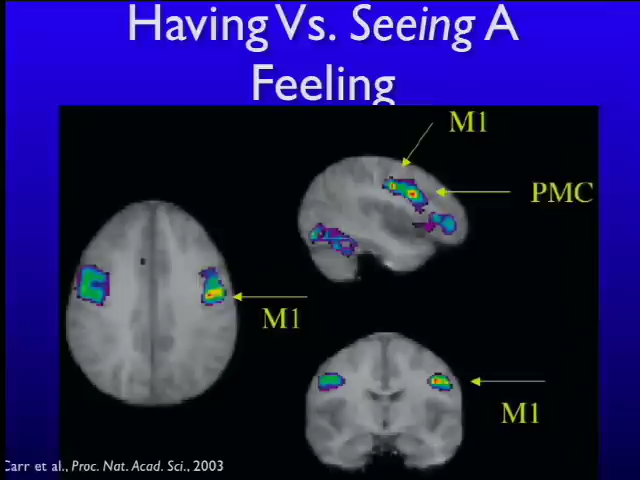 Having Vs. Seeing A
Feeling
M1
PMC
M1
M1
Carr et al., Proc. Nat. Acad. Sci., 2003